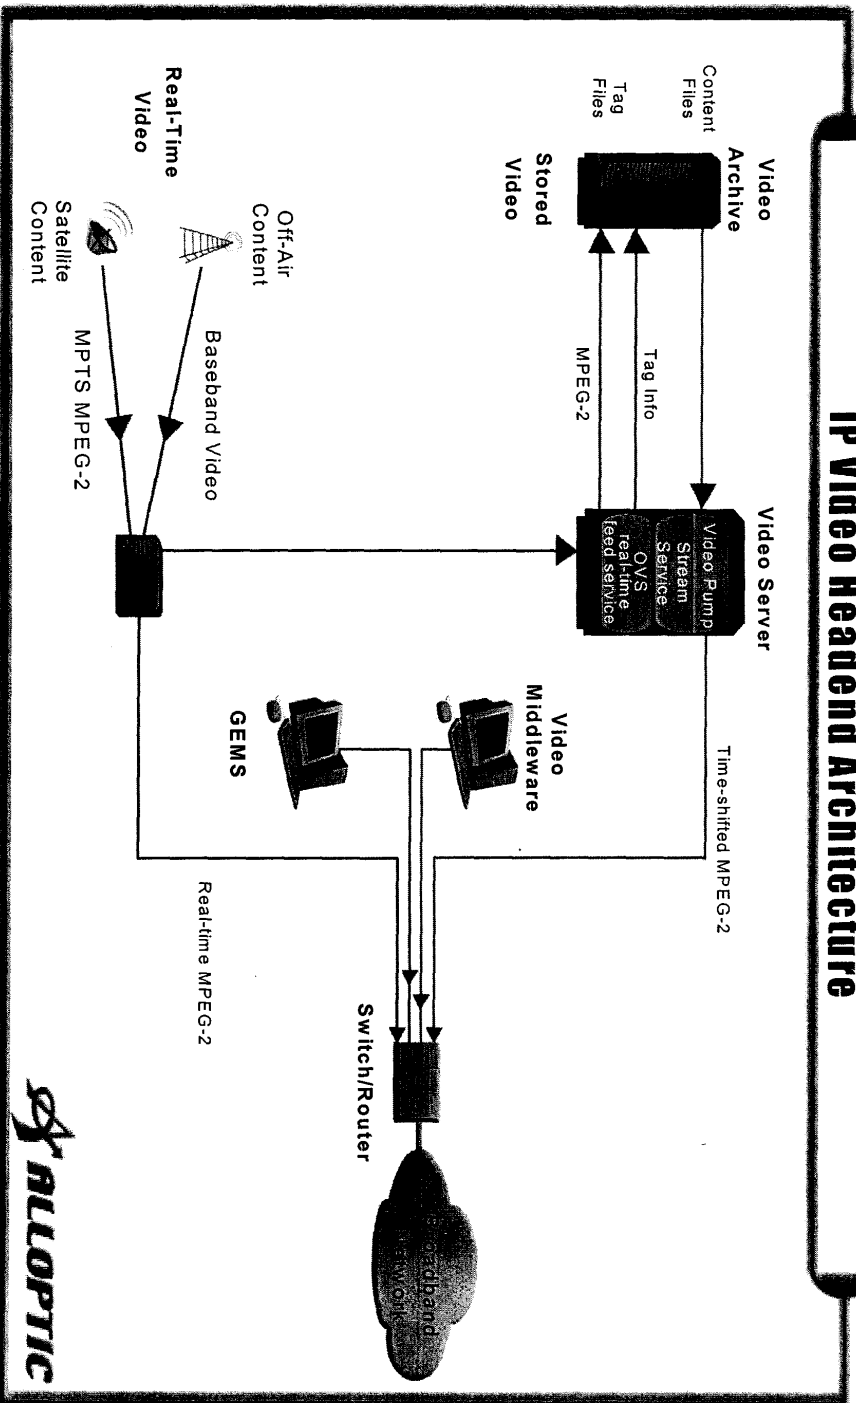 IP Video Headend Architecture
Video
Archive
Content
Files
Tag
Files
Stored
Video
Tag Info
MPEG-2
Video Server
Video Pump
Stream
Service
OVS
real-time
feed service
Time-shifted MPEG-2
Video
Middleware
GEMS
Real-Time
Video
Off-Air
Content
Satellite
Content
Baseband Video
MPTS MPEG-2
Real-time MPEG-2
Switch/Router
Broadband
Network
ALLOPTIC